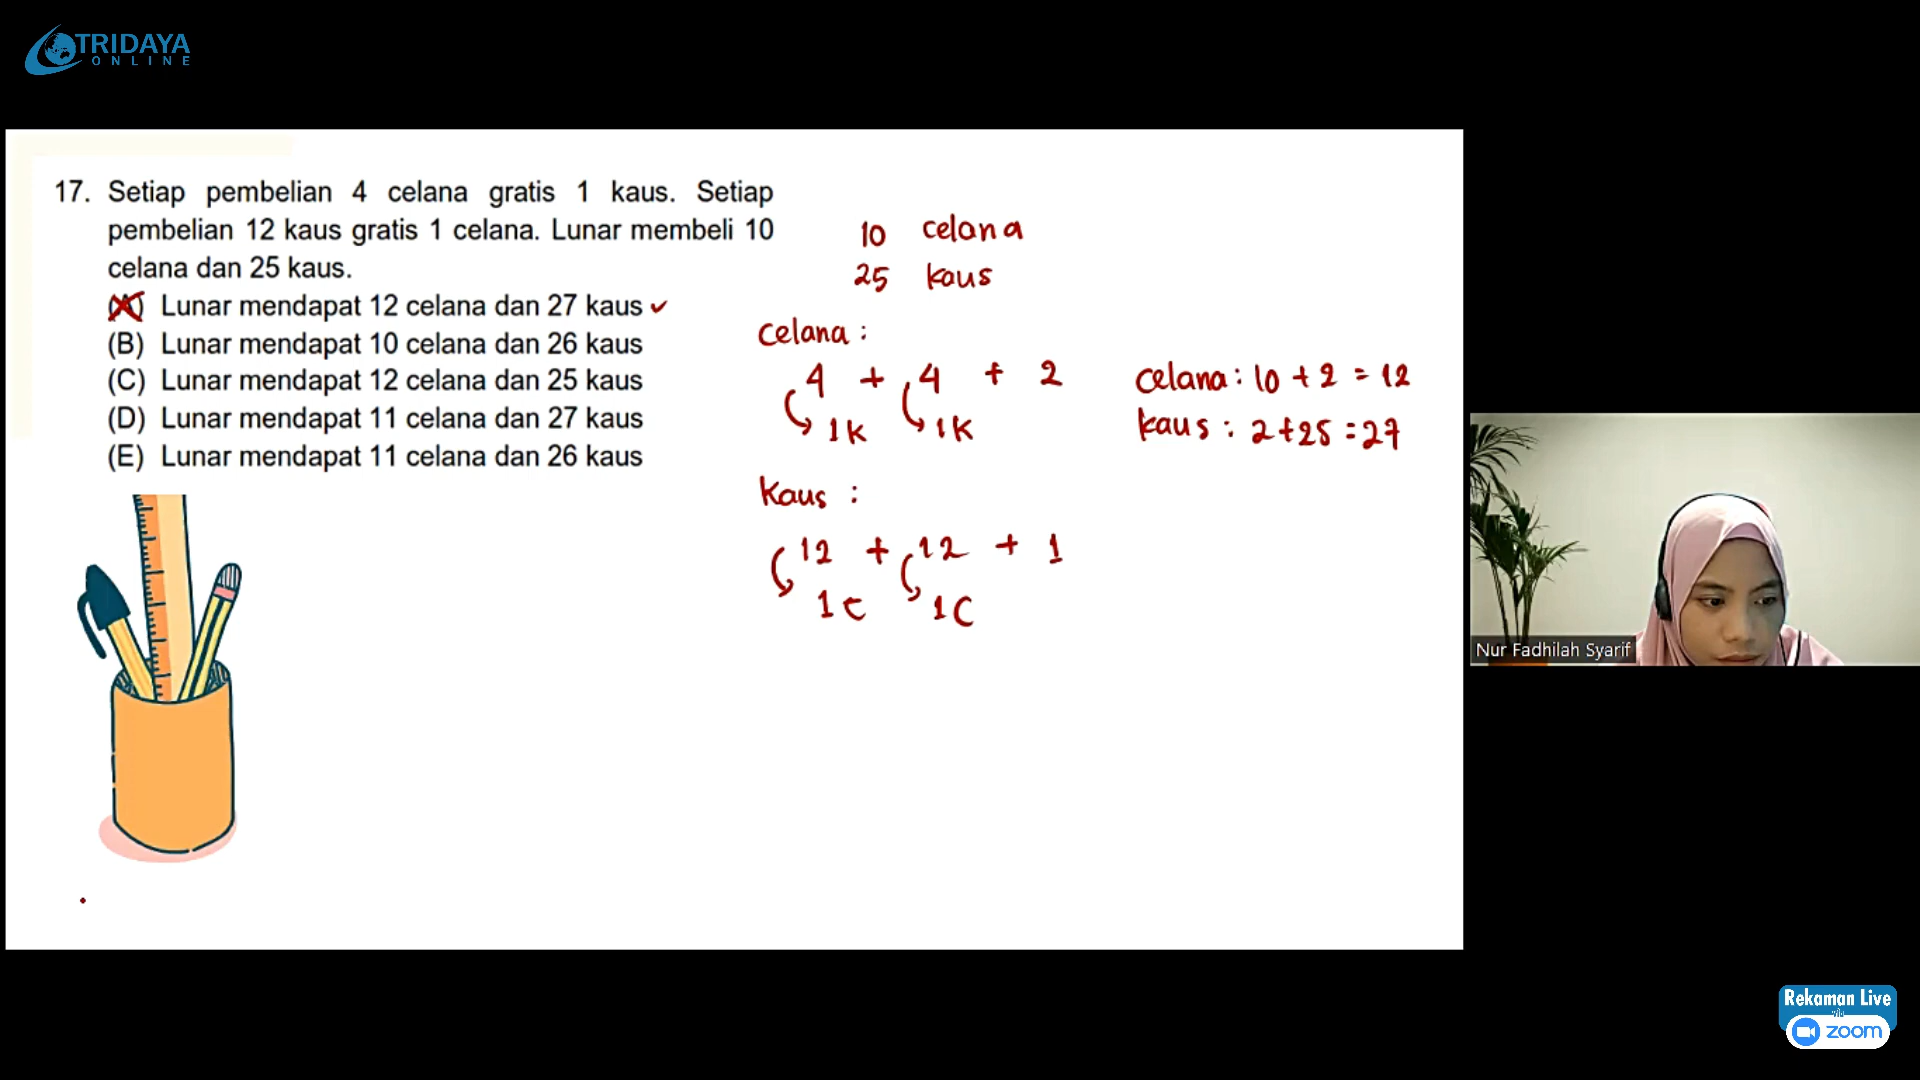 TRIDAYA
ONLINE
17. Setiap pembelian 4 celana gratis 1 kaus. Setiap
pembelian 12 kaus gratis 1 celana. Lunar membeli 10
celana dan 25 kaus.
(A) Lunar mendapat 12 celana dan 27 kaus ✓
(B) Lunar mendapat 10 celana dan 26 kaus
(C) Lunar mendapat 12 celana dan 25 kaus
(D) Lunar mendapat 11 celana dan 27 kaus
(E) Lunar mendapat 11 celana dan 26 kaus
10 celana
25 kaus
Celana :
4 + 4 + 2
1K 1K
Kaus :
12 + 12 + 1
1C 1C
celana : 10 + 2 = 12
kaus : 2 + 25 = 27
Nur Fadhilah Syarif
Rekaman Live
via
zoom